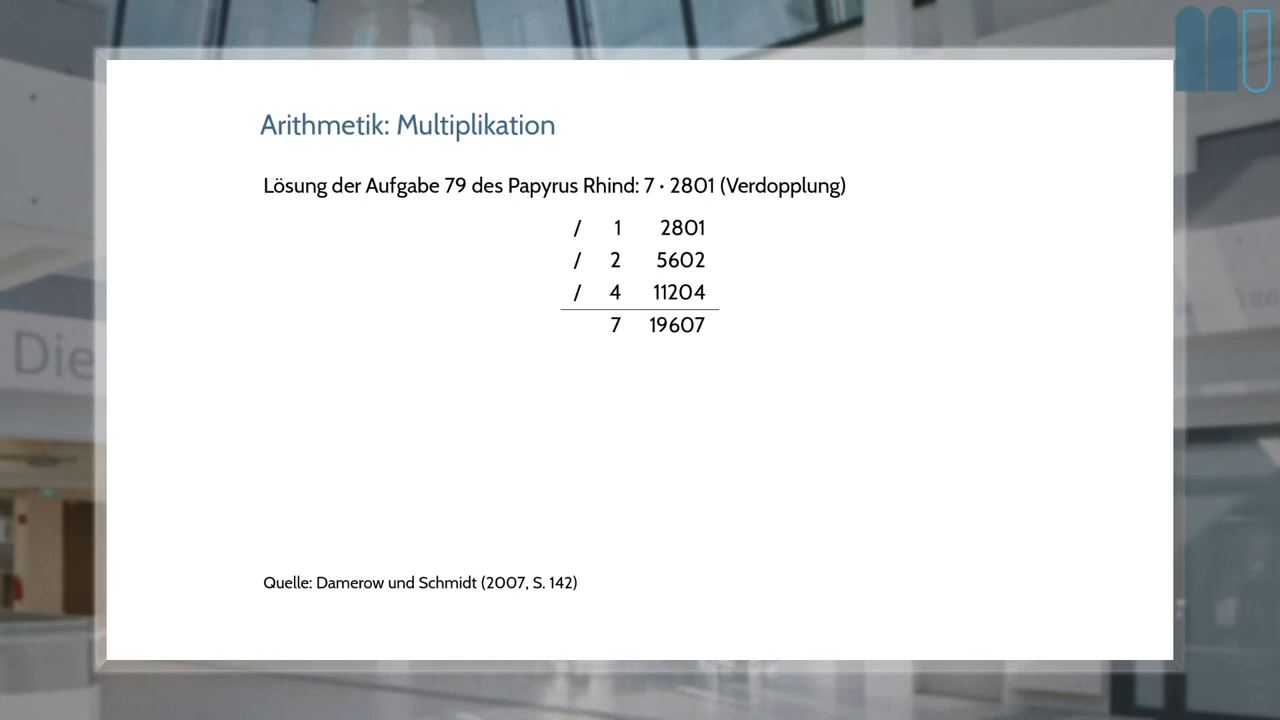 Arithmetik: Multiplikation
Lösung der Aufgabe 79 des Papyrus Rhind: 7 · 2801 (Verdopplung)
/ 1 2801
/ 2 5602
/ 4 11204
7 19607
Die
Quelle: Damerow und Schmidt (2007, S. 142)